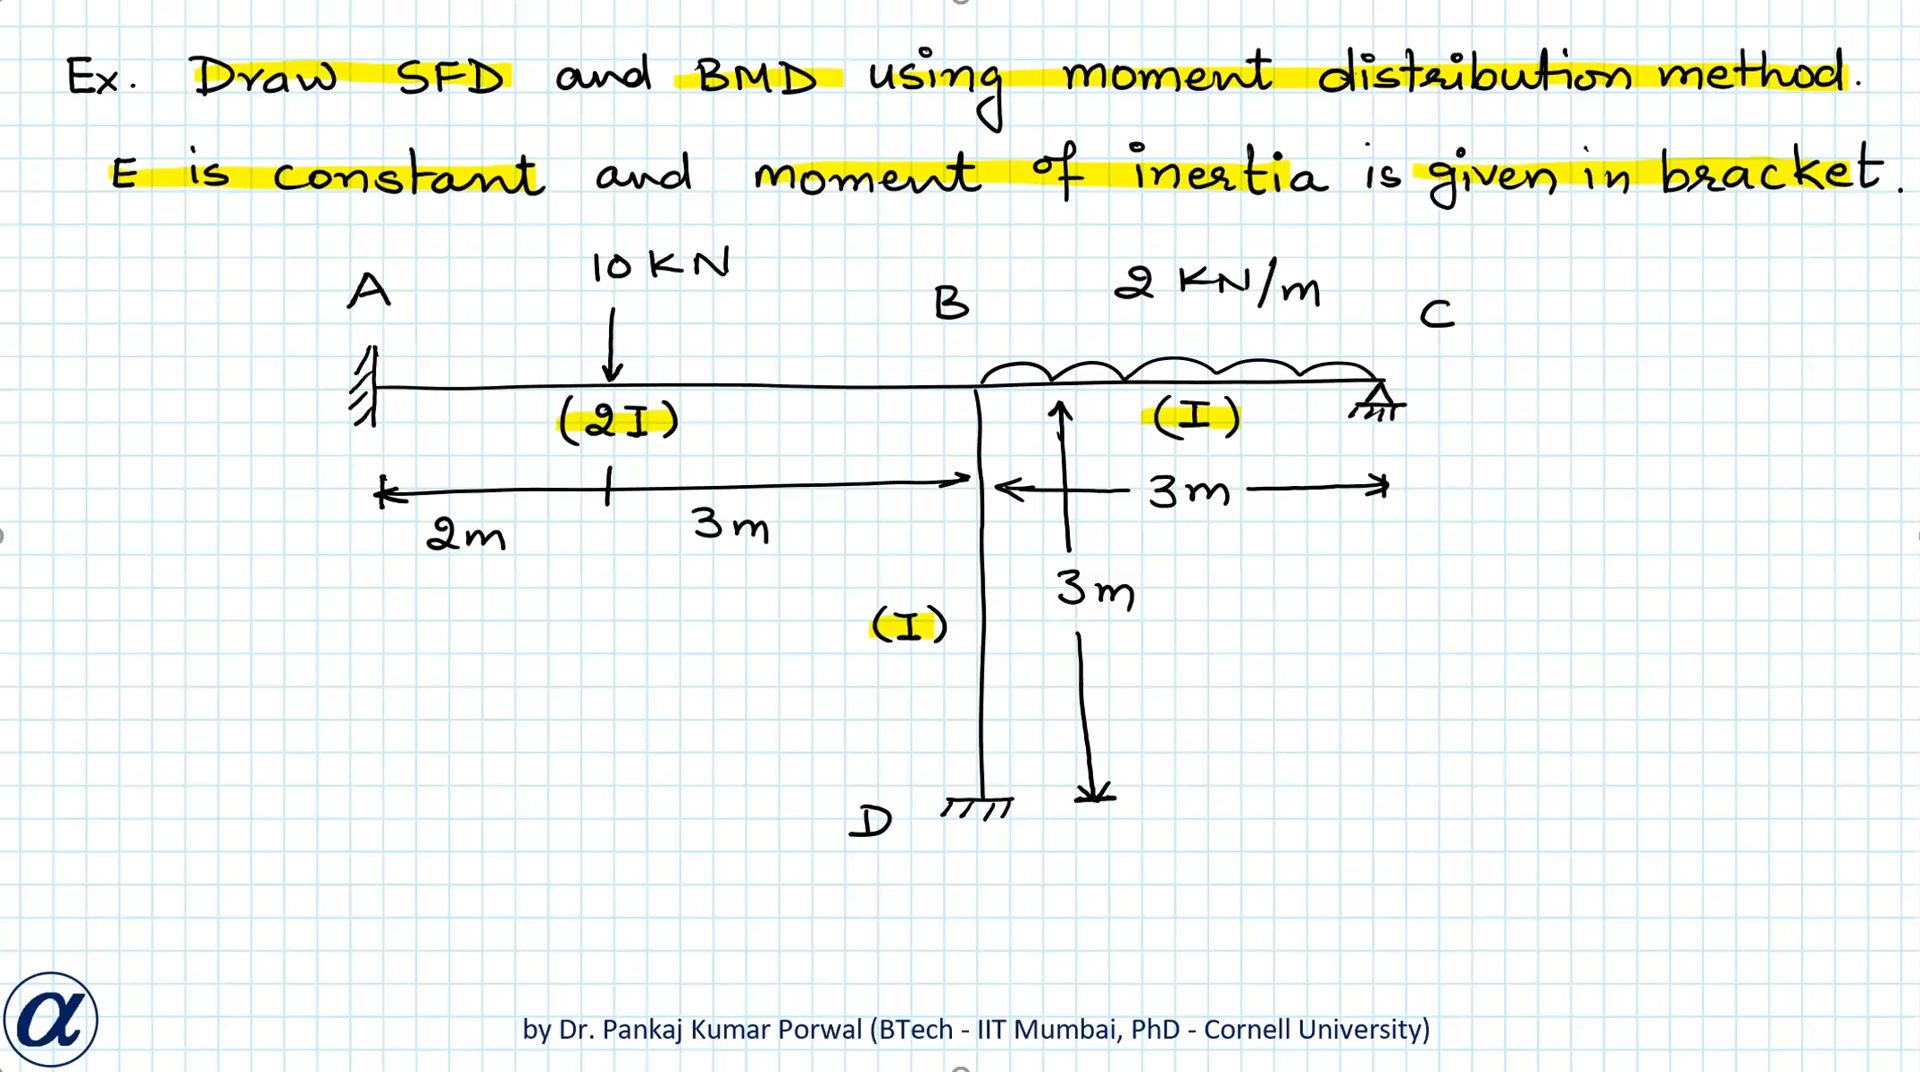 Ex. Draw SFD and BMD using moment distribution method.
E is constant and moment of inertia is given in bracket.
10 KN
A
B
2 KN/m
C
(2I)
(I)
2m
3m
3m
3m
(I)
D
α
by Dr. Pankaj Kumar Porwal (BTech - IIT Mumbai, PhD - Cornell University)